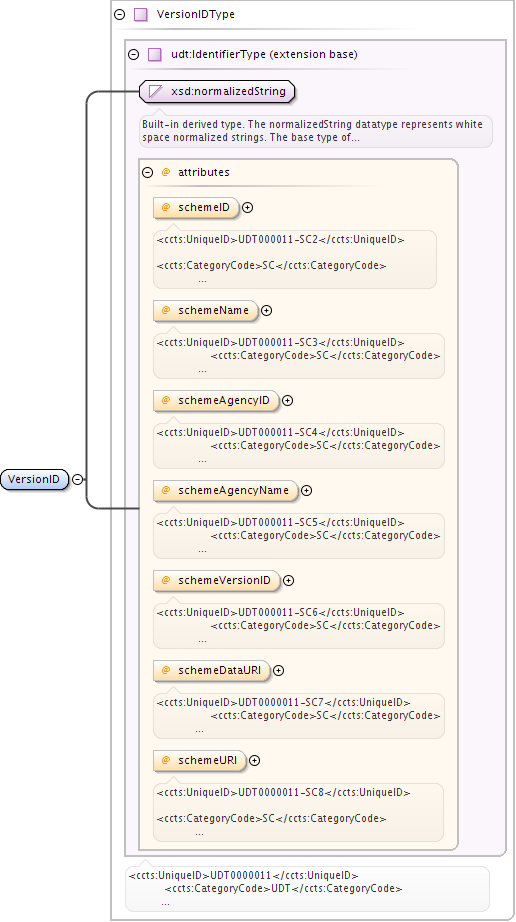 VersionIDType
udt:IdentifierType (extension base)
xsd:normalizedString
Built-in derived type. The normalizedString datatype represents white
space normalized strings. The base type of...
@ attributes
@ schemeID
<ccts:UniqueID>UDT000011-SC2</ccts:UniqueID>
<ccts:CategoryCode>SC</ccts:CategoryCode>
...
@ schemeName
<ccts:UniqueID>UDT000011-SC3</ccts:UniqueID>
<ccts:CategoryCode>SC</ccts:CategoryCode>
...
@ schemeAgencyID
<ccts:UniqueID>UDT000011-SC4</ccts:UniqueID>
<ccts:CategoryCode>SC</ccts:CategoryCode>
...
VersionID
@ schemeAgencyName
<ccts:UniqueID>UDT000011-SC5</ccts:UniqueID>
<ccts:CategoryCode>SC</ccts:CategoryCode>
...
@ schemeVersionID
<ccts:UniqueID>UDT000011-SC6</ccts:UniqueID>
<ccts:CategoryCode>SC</ccts:CategoryCode>
...
@ schemeDataURI
<ccts:UniqueID>UDT0000011-SC7</ccts:UniqueID>
<ccts:CategoryCode>SC</ccts:CategoryCode>
...
@ schemeURI
<ccts:UniqueID>UDT0000011-SC8</ccts:UniqueID>
<ccts:CategoryCode>SC</ccts:CategoryCode>
...
<ccts:UniqueID>UDT0000011</ccts:UniqueID>
<ccts:CategoryCode>UDT</ccts:CategoryCode>
...